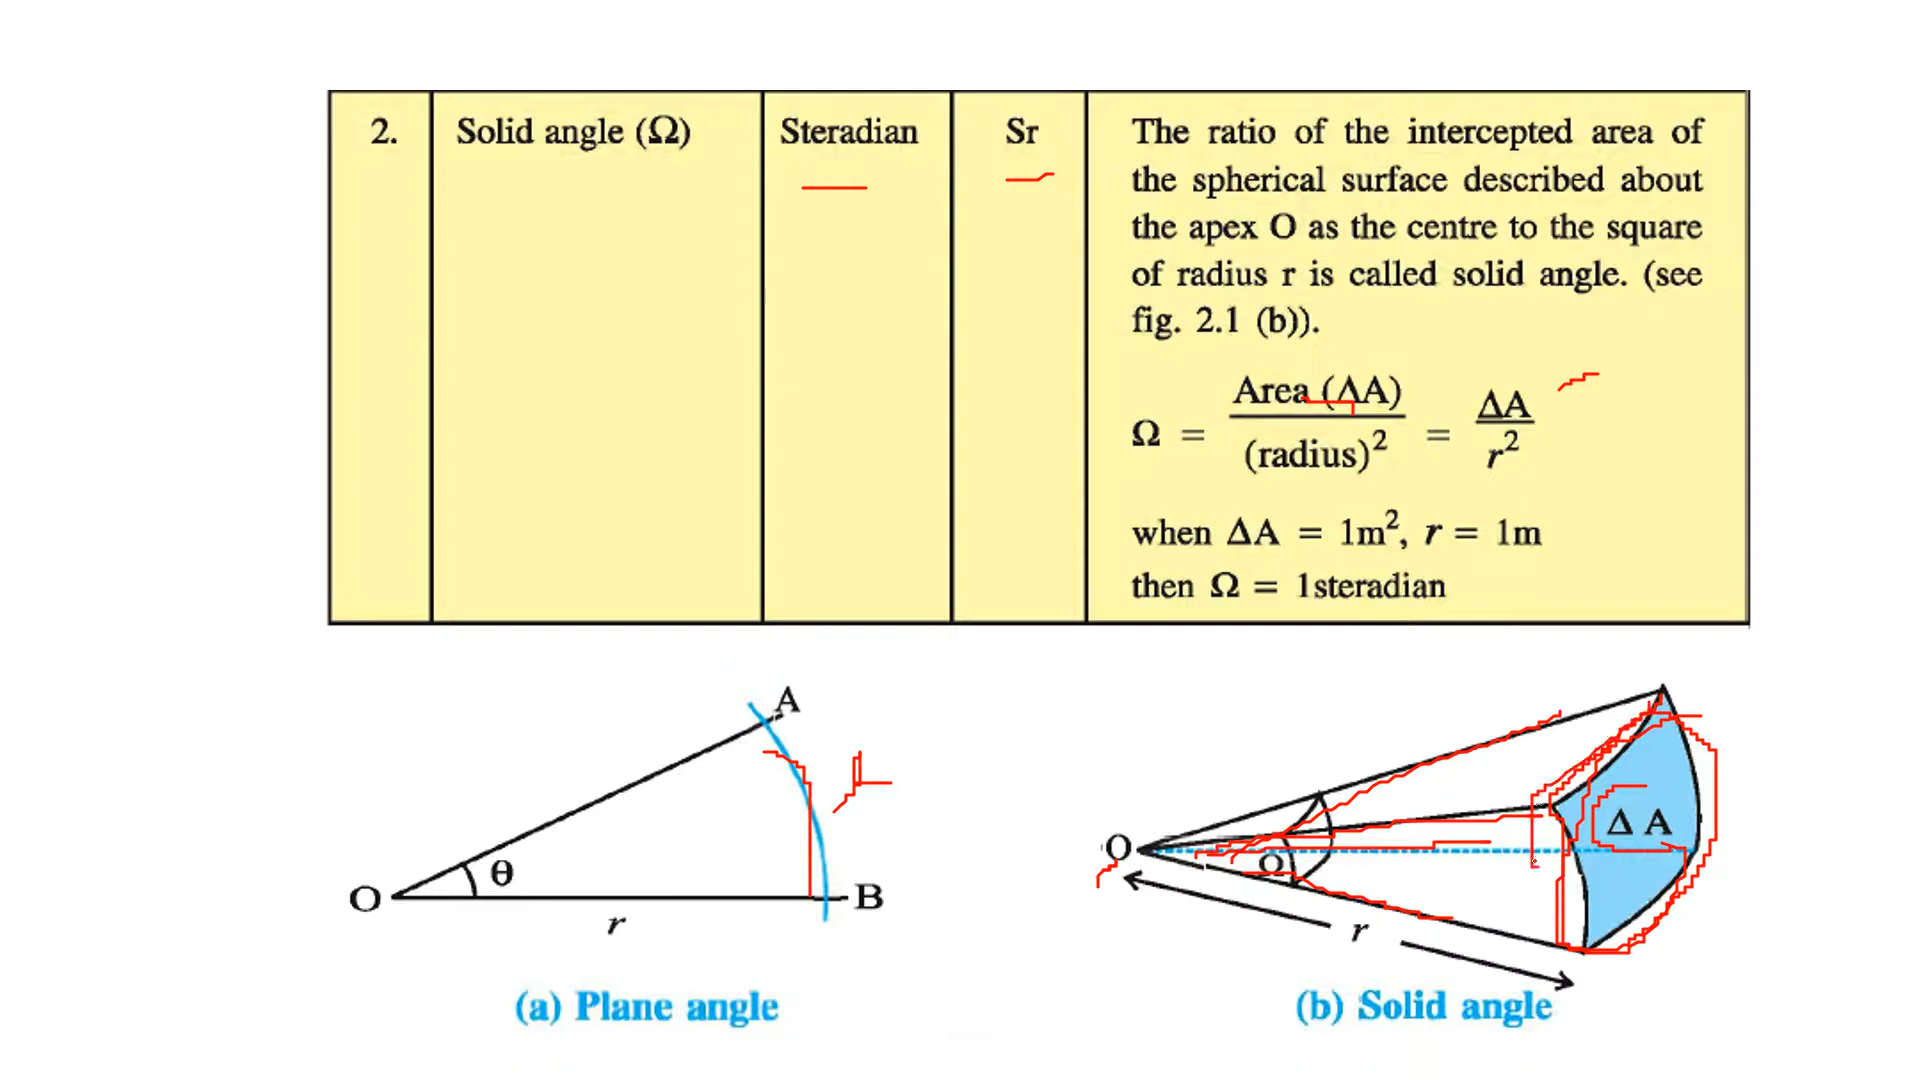 2. Solid angle (Ω) Steradian Sr The ratio of the intercepted area of
the spherical surface described about
the apex O as the centre to the square
of radius r is called solid angle. (see
fig. 2.1 (b)).
Ω = Area (ΔA) / (radius)² = ΔA / r²
when ΔA = 1m², r = 1m
then Ω = 1steradian
A
θ
O
B
r
(a) Plane angle
O
Ω
Δ A
r
(b) Solid angle